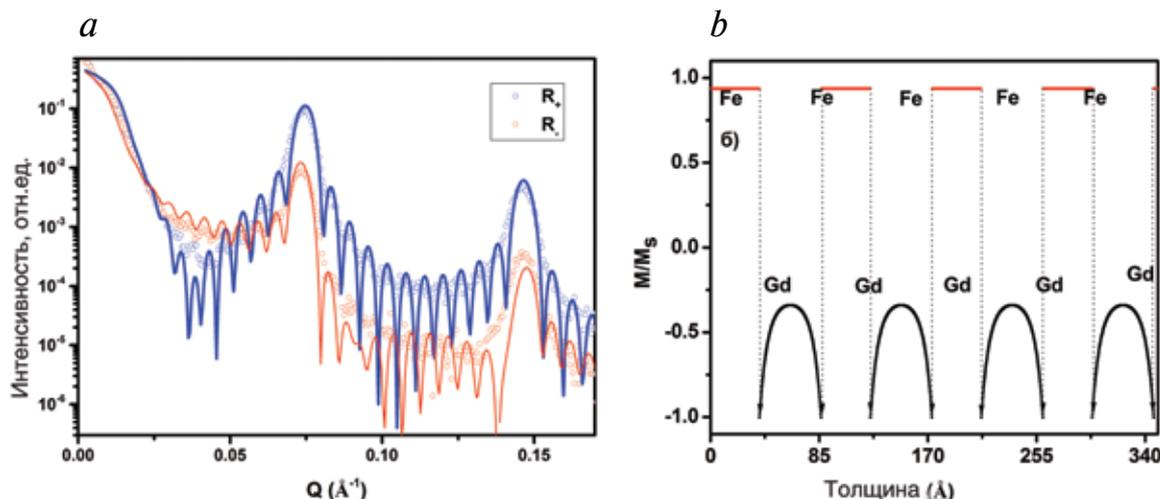 a
b
Интенсивность, отн.ед.
10⁻¹
10⁻²
10⁻³
10⁻⁴
10⁻⁵
10⁻⁶
0.00 0.05 0.10 0.15
Q (Å⁻¹)
R₊
R₋
M/Mₛ
1.0
0.5
0.0
-0.5
-1.0
Fe Fe Fe Fe Fe
б)
Gd Gd Gd Gd Gd
0 85 170 255 340
Толщина (Å)